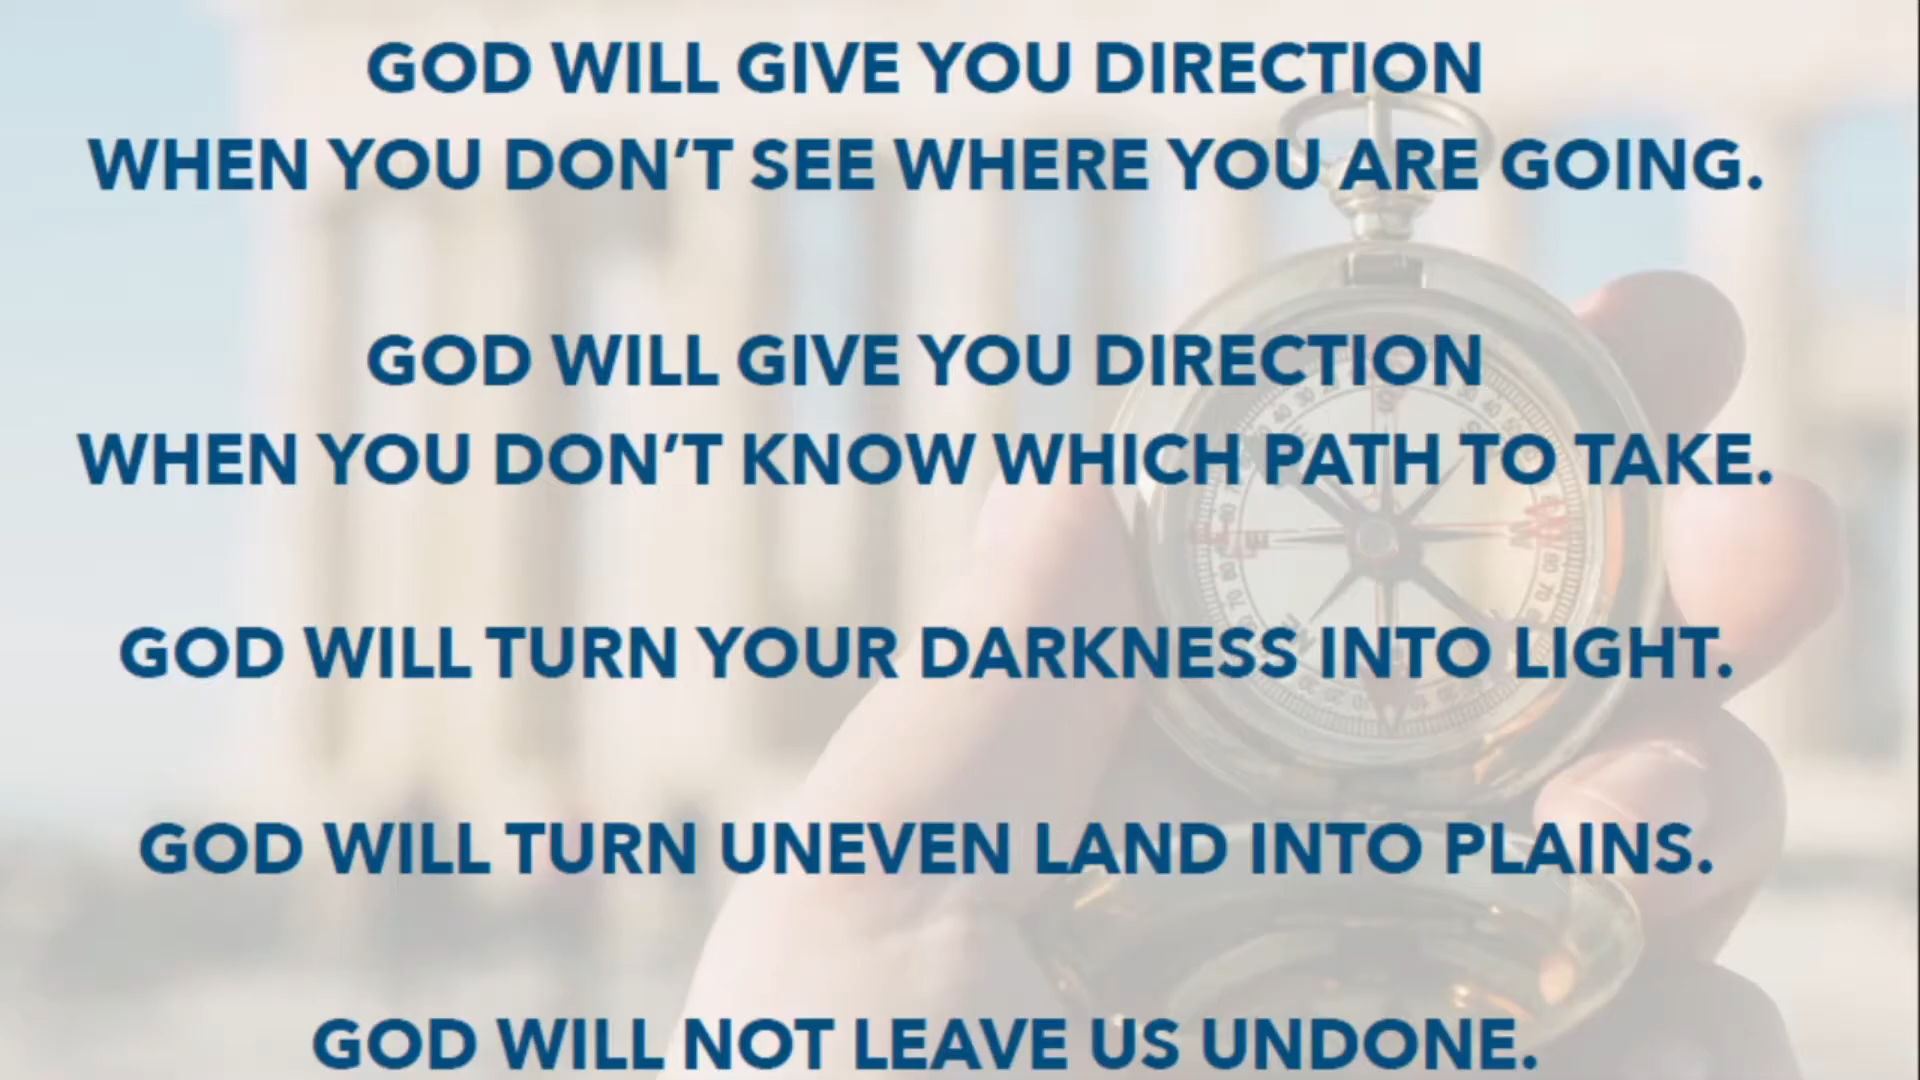 GOD WILL GIVE YOU DIRECTION
WHEN YOU DON’T SEE WHERE YOU ARE GOING.
GOD WILL GIVE YOU DIRECTION
WHEN YOU DON’T KNOW WHICH PATH TO TAKE.
GOD WILL TURN YOUR DARKNESS INTO LIGHT.
GOD WILL TURN UNEVEN LAND INTO PLAINS.
GOD WILL NOT LEAVE US UNDONE.